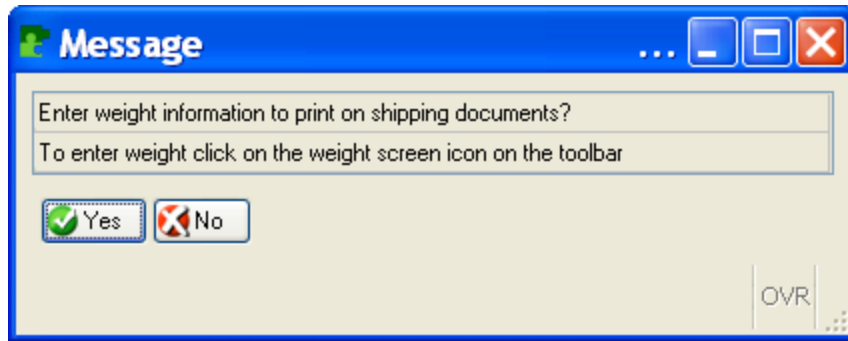 Message ...
Enter weight information to print on shipping documents?
To enter weight click on the weight screen icon on the toolbar
Yes No
OVR